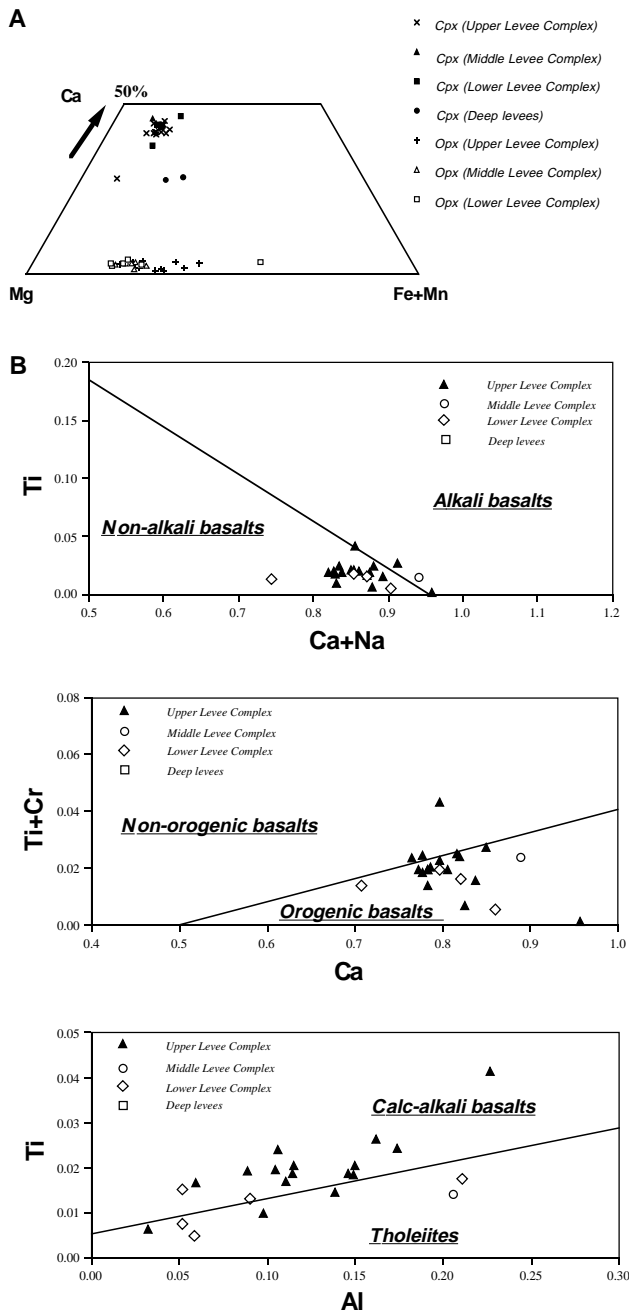 A
Cpx (Upper Levee Complex)
Cpx (Middle Levee Complex)
Cpx (Lower Levee Complex)
Cpx (Deep levees)
Opx (Upper Levee Complex)
Opx (Middle Levee Complex)
Opx (Lower Levee Complex)
Ca
50%
Mg
Fe+Mn
B
0.20
0.15
0.10
0.05
0.00
Ti
Upper Levee Complex
Middle Levee Complex
Lower Levee Complex
Deep levees
Alkali basalts
Non-alkali basalts
0.5 0.6 0.7 0.8 0.9 1.0 1.1 1.2
Ca+Na
0.08
0.06
0.04
0.02
0.00
Ti+Cr
Upper Levee Complex
Middle Levee Complex
Lower Levee Complex
Deep levees
Non-orogenic basalts
Orogenic basalts
0.4 0.5 0.6 0.7 0.8 0.9 1.0
Ca
0.05
0.04
0.03
0.02
0.01
0.00
Ti
Upper Levee Complex
Middle Levee Complex
Lower Levee Complex
Deep levees
Calc-alkali basalts
Tholeiites
0.00 0.05 0.10 0.15 0.20 0.25 0.30
Al